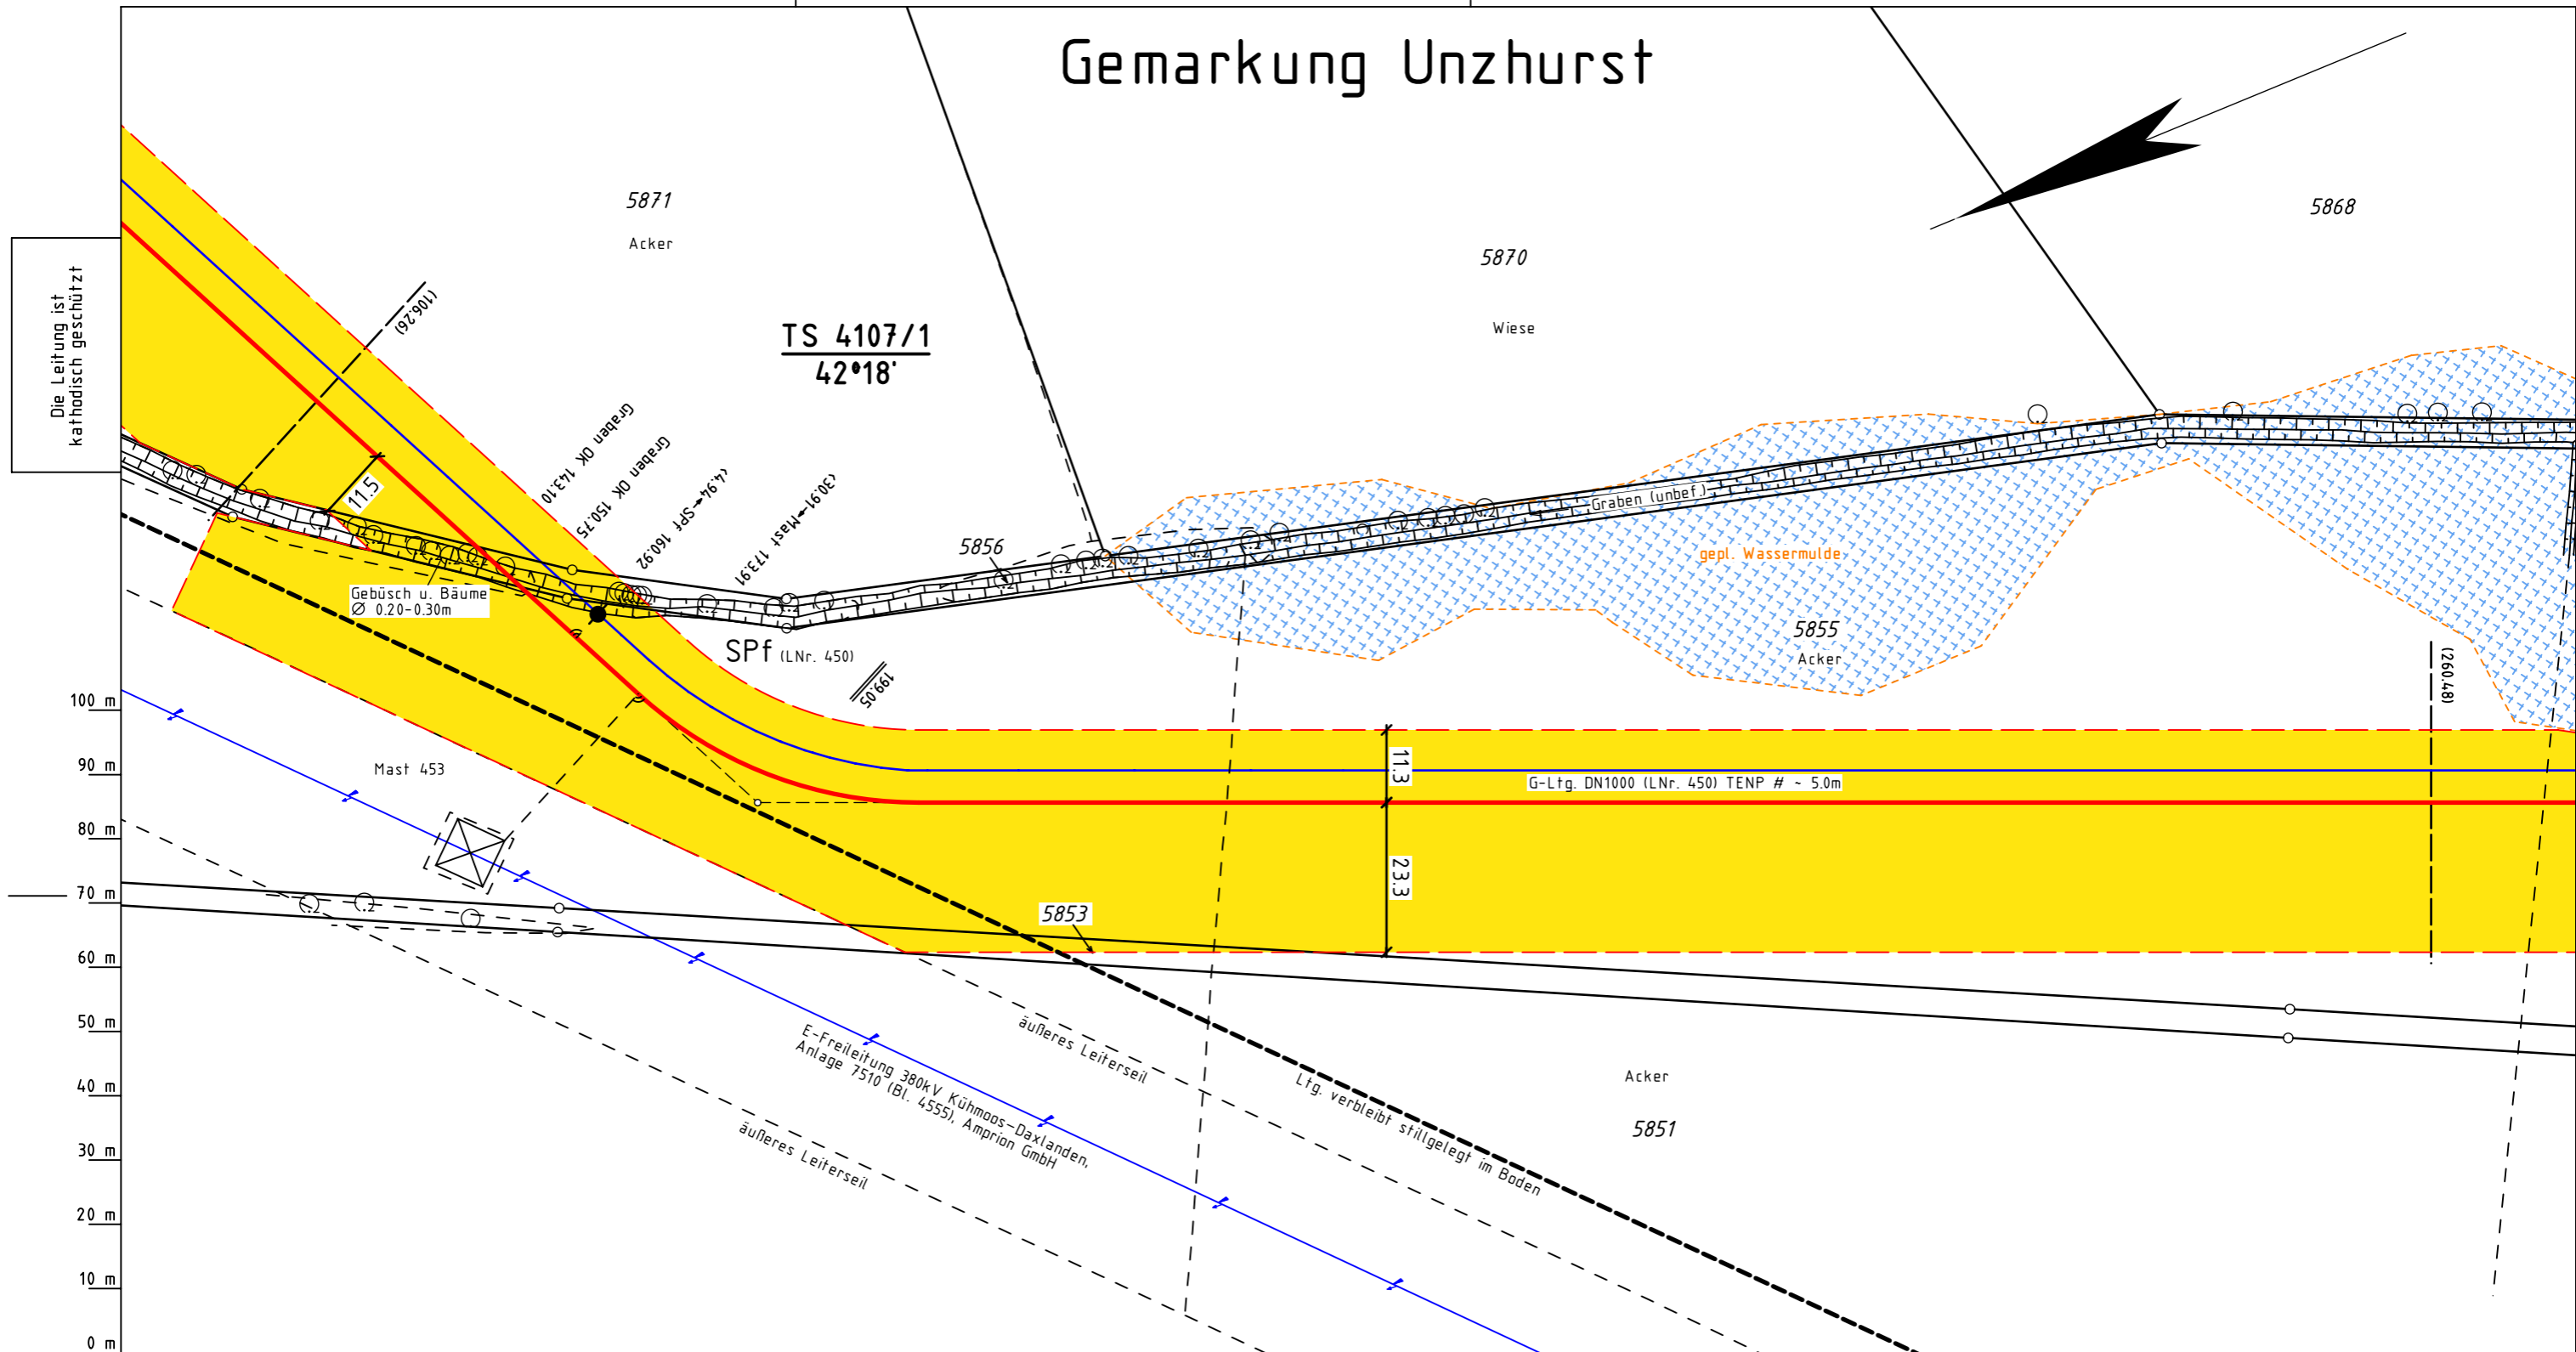 Gemarkung Unzhurst
5871
Acker
5868
5870
Wiese
Die Leitung ist
kathodisch geschützt
(106.26)
TS 4107/1
42°18'
11.5
Graben OK 143.10
Graben OK 150.75
(4.94 SPf 160.92
(30.91 Mast 173.91
Graben (unbef.)
5856
gepl. Wassermulde
Gebüsch u. Bäume
Ø 0.20-0.30m
SPf (LNr. 450)
199.05
5855
Acker
(260.48)
100 m
90 m
80 m
70 m
60 m
50 m
40 m
30 m
20 m
10 m
0 m
Mast 453
11.3
G-Ltg. DN1000 (LNr. 450) TENP # ~ 5.0m
23.3
5853
äußeres Leiterseil
E-Freileitung 380kV Kühmoos-Daxlanden,
Anlage 7510 (Bl. 4555), Amprion GmbH
äußeres Leiterseil
Ltg. verbleibt stillgelegt im Boden
Acker
5851